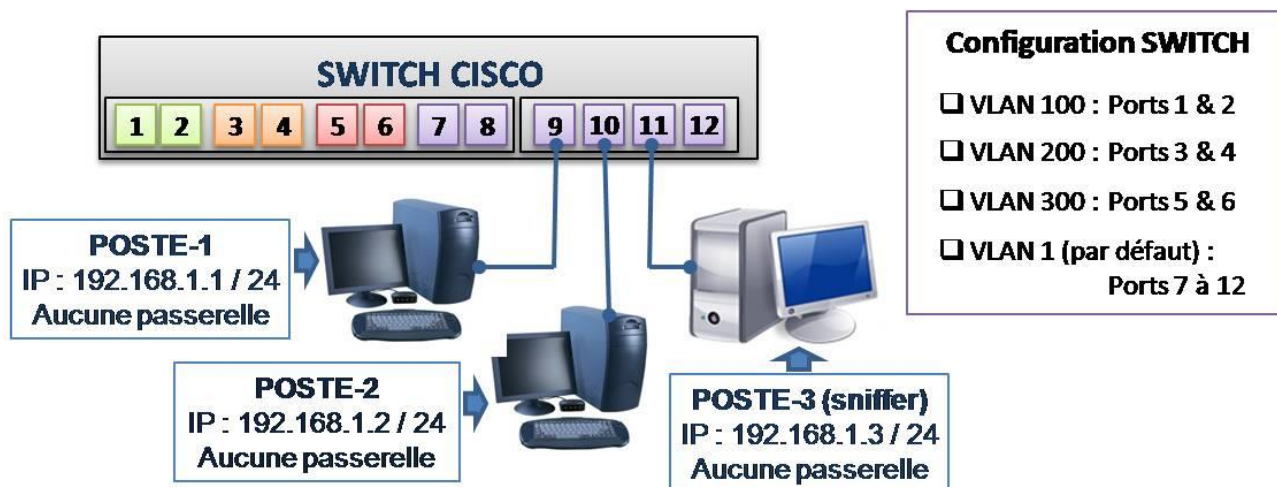 SWITCH CISCO
1 2 3 4 5 6 7 8 9 10 11 12
Configuration SWITCH
❑ VLAN 100 : Ports 1 & 2
❑ VLAN 200 : Ports 3 & 4
❑ VLAN 300 : Ports 5 & 6
❑ VLAN 1 (par défaut) :
Ports 7 à 12
POSTE-1
IP : 192.168.1.1 / 24
Aucune passerelle
POSTE-2
IP : 192.168.1.2 / 24
Aucune passerelle
POSTE-3 (sniffer)
IP : 192.168.1.3 / 24
Aucune passerelle